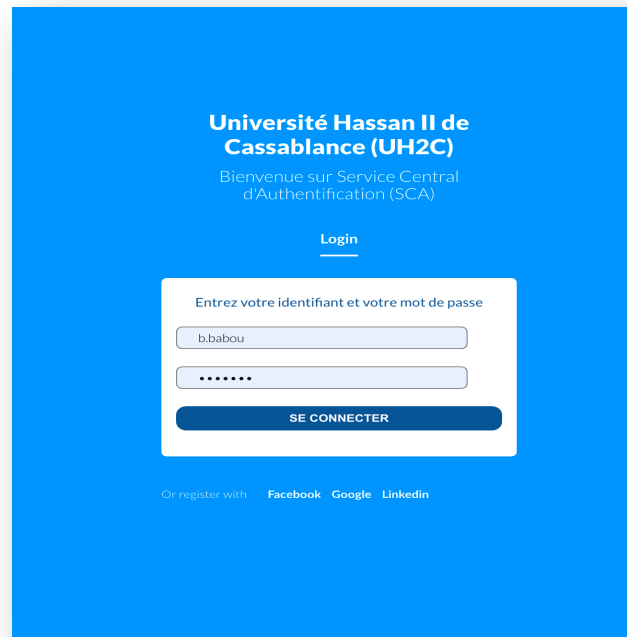 Université Hassan II de
Cassablance (UH2C)
Bienvenue sur Service Central
d'Authentification (SCA)
Login
Entrez votre identifiant et votre mot de passe
b.babou
•••••••
SE CONNECTER
Or register with Facebook Google Linkedin